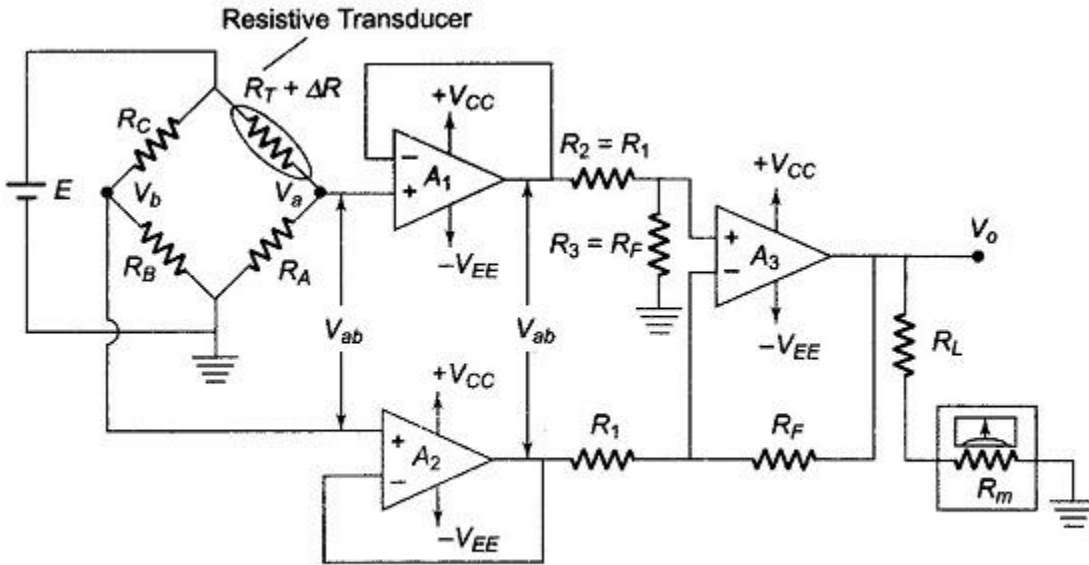 Resistive Transducer
R_T + ΔR
R_C
E
V_b
V_a
R_B
R_A
V_ab
+V_CC
A_1
−V_EE
R_2 = R_1
R_3 = R_F
V_ab
+V_CC
A_3
−V_EE
V_o
R_L
R_m
+V_CC
A_2
−V_EE
R_1
R_F